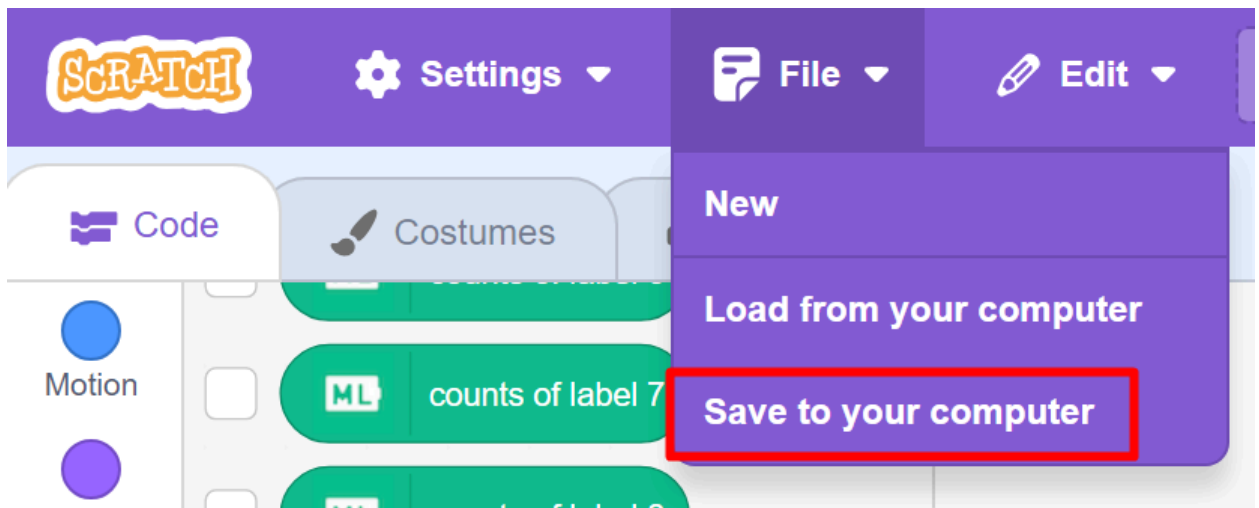 SCRATCH
Settings
File
Edit
New
Code
Costumes
Load from your computer
Motion
ML
counts of label 7
Save to your computer